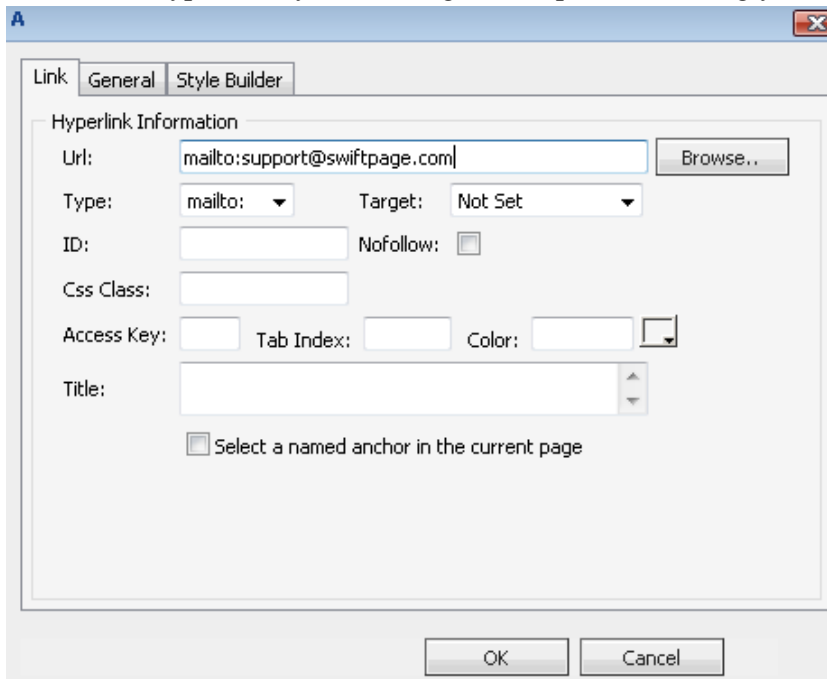 A
Link General Style Builder
Hyperlink Information
Url: mailto:support@swiftpage.com Browse..
Type: mailto: Target: Not Set
ID: Nofollow:
Css Class:
Access Key: Tab Index: Color:
Title:
Select a named anchor in the current page
OK Cancel